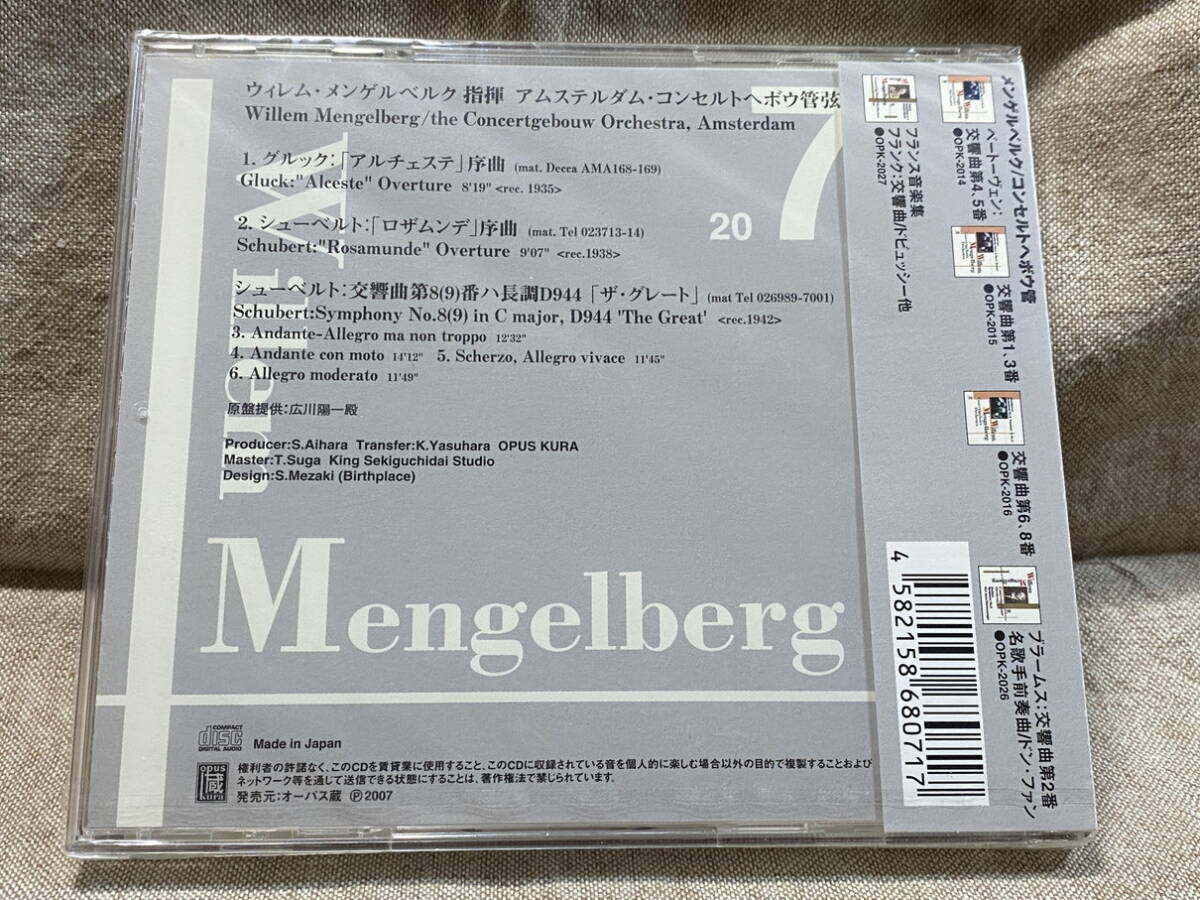 ウィレム・メンゲルベルク 指揮 アムステルダム・コンセルトヘボウ管弦
Willem Mengelberg/the Concertgebouw Orchestra, Amsterdam
1. グルック:「アルチェステ」序曲 (mat. Decca AMA168-169)
Gluck:"Alceste" Overture 8'19" <rec. 1935>
2. シューベルト:「ロザムンデ」序曲 (mat. Tel 023713-14)
Schubert:"Rosamunde" Overture 9'07" <rec.1938>
シューベルト:交響曲第8(9)番ハ長調D944「ザ・グレート」 (mat Tel 026989-7001)
Schubert:Symphony No.8(9) in C major, D944 'The Great' <rec.1942>
3. Andante-Allegro ma non troppo 12'32"
4. Andante con moto 14'12" 5. Scherzo, Allegro vivace 11'45"
6. Allegro moderato 11'49"
原盤提供:広川陽一殿
Producer:S.Aihara Transfer:K.Yasuhara OPUS KURA
Master:T.Suga King Sekiguchidai Studio
Design:S.Mezaki (Birthplace)
20
7
Willem
Mengelberg
COMPACT
disc
DIGITAL AUDIO
Made in Japan
opus
蔵
kura
権利者の許諾なく、このCDを賃貸業に使用すること、このCDに収録されている音を個人的に楽しむ場合以外の目的で複製することおよび
ネットワーク等を通じて送信できる状態にすることは、著作権法で禁じられています。
発売元:オーパス蔵 ℗2007
メンゲルベルク/コンセルトヘボウ管
ベートーヴェン:
交響曲第4、5番
●OPK-2014
交響曲第1、3番
●OPK-2015
交響曲第6、8番
●OPK-2016
ブラームス:交響曲第2番
名歌手前奏曲/ドン・ファン
●OPK-2026
フランス音楽集
フランク:交響曲/ドビュッシー他
●OPK-2027
4 582158 680717